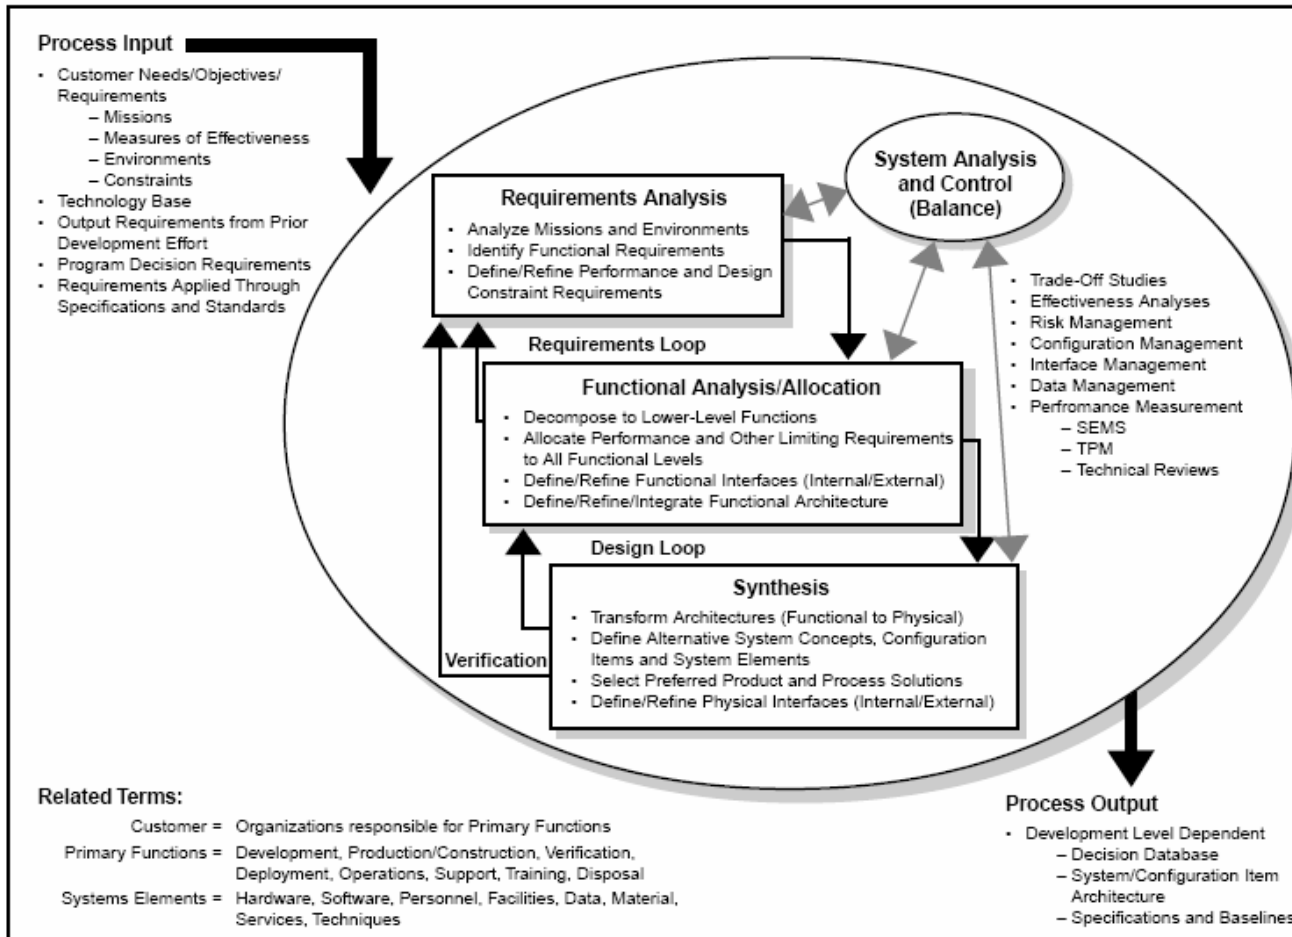 Process Input
▪ Customer Needs/Objectives/
Requirements
– Missions
– Measures of Effectiveness
– Environments
– Constraints
▪ Technology Base
▪ Output Requirements from Prior
Development Effort
▪ Program Decision Requirements
▪ Requirements Applied Through
Specifications and Standards
System Analysis
and Control
(Balance)
Requirements Analysis
▪ Analyze Missions and Environments
▪ Identify Functional Requirements
▪ Define/Refine Performance and Design
Constraint Requirements
▪ Trade-Off Studies
▪ Effectiveness Analyses
▪ Risk Management
▪ Configuration Management
▪ Interface Management
▪ Data Management
▪ Perfromance Measurement
– SEMS
– TPM
– Technical Reviews
Requirements Loop
Functional Analysis/Allocation
▪ Decompose to Lower-Level Functions
▪ Allocate Performance and Other Limiting Requirements
to All Functional Levels
▪ Define/Refine Functional Interfaces (Internal/External)
▪ Define/Refine/Integrate Functional Architecture
Design Loop
Synthesis
▪ Transform Architectures (Functional to Physical)
▪ Define Alternative System Concepts, Configuration
Items and System Elements
▪ Select Preferred Product and Process Solutions
▪ Define/Refine Physical Interfaces (Internal/External)
Verification
Related Terms:
Customer = Organizations responsible for Primary Functions
Primary Functions = Development, Production/Construction, Verification,
Deployment, Operations, Support, Training, Disposal
Systems Elements = Hardware, Software, Personnel, Facilities, Data, Material,
Services, Techniques
Process Output
▪ Development Level Dependent
– Decision Database
– System/Configuration Item
Architecture
– Specifications and Baselines